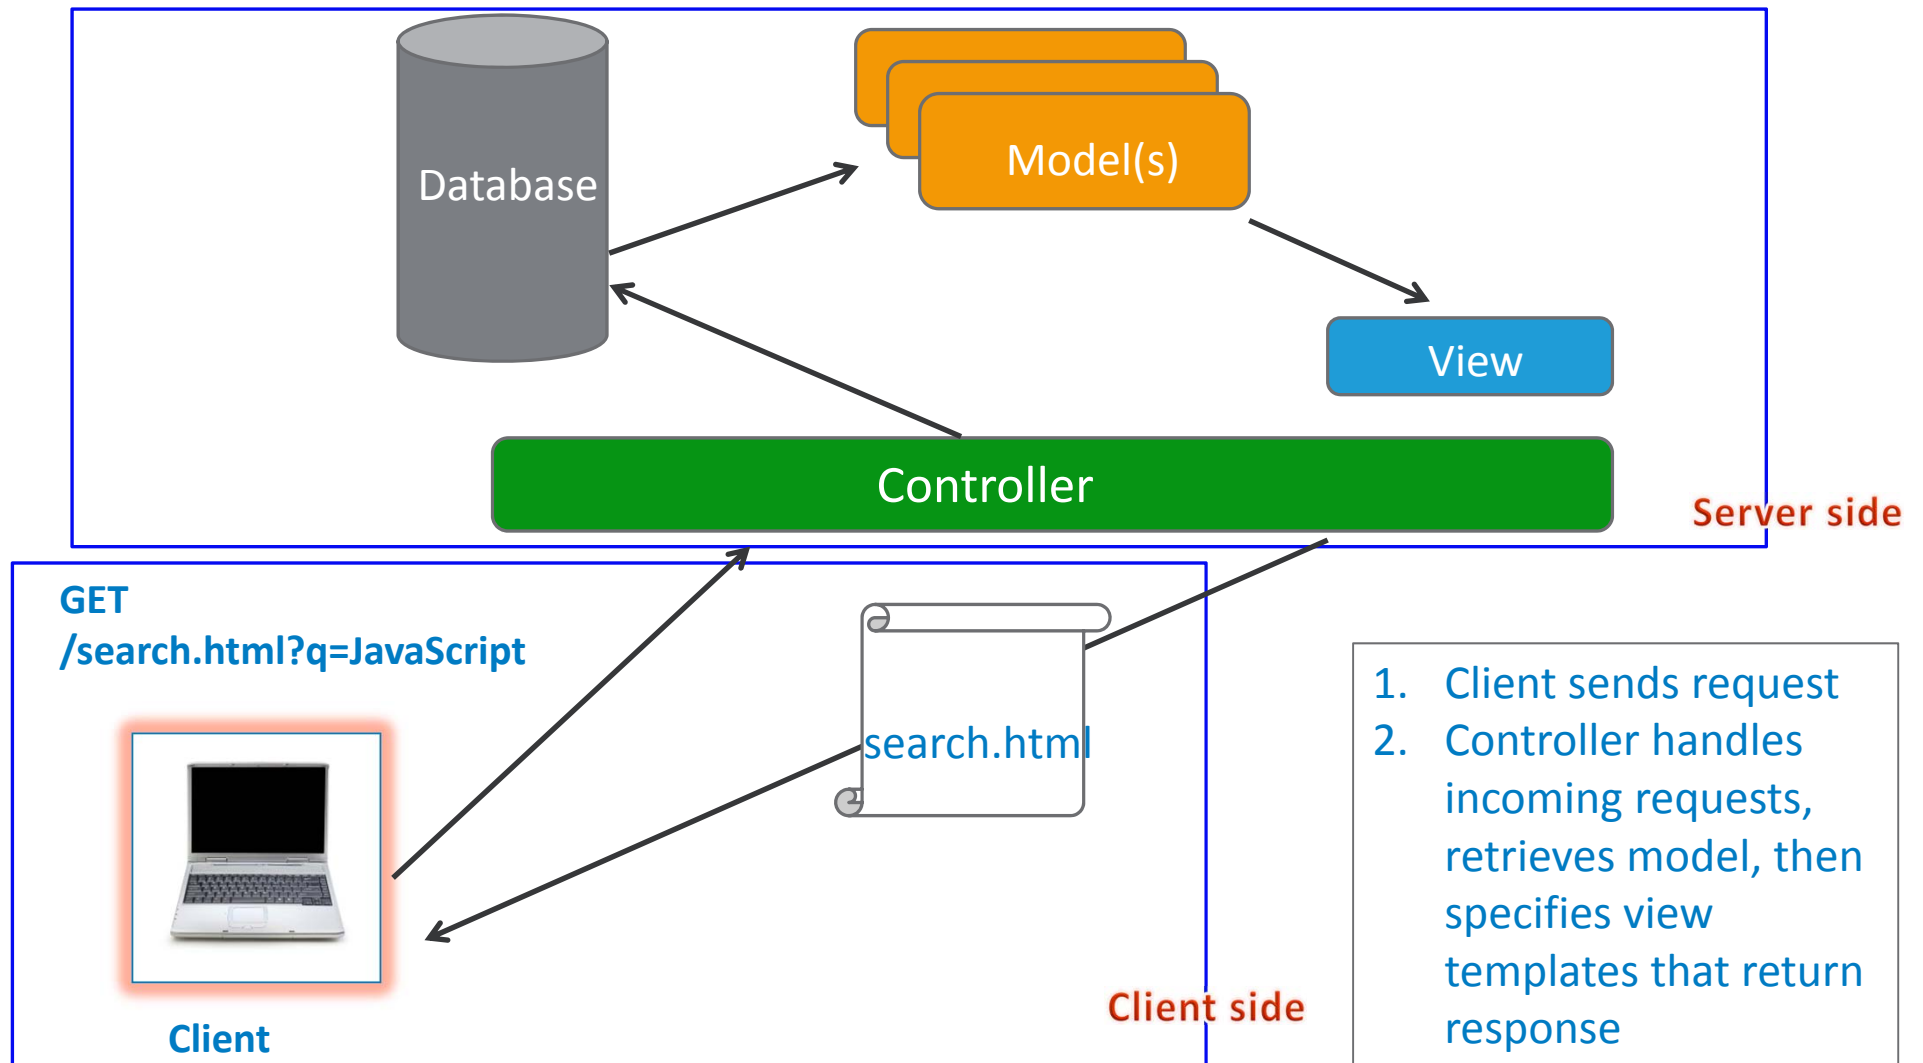 Database
Model(s)
View
Controller
Server side
GET
/search.html?q=JavaScript
search.html
Client
Client side
1. Client sends request
2. Controller handles
incoming requests,
retrieves model, then
specifies view
templates that return
response